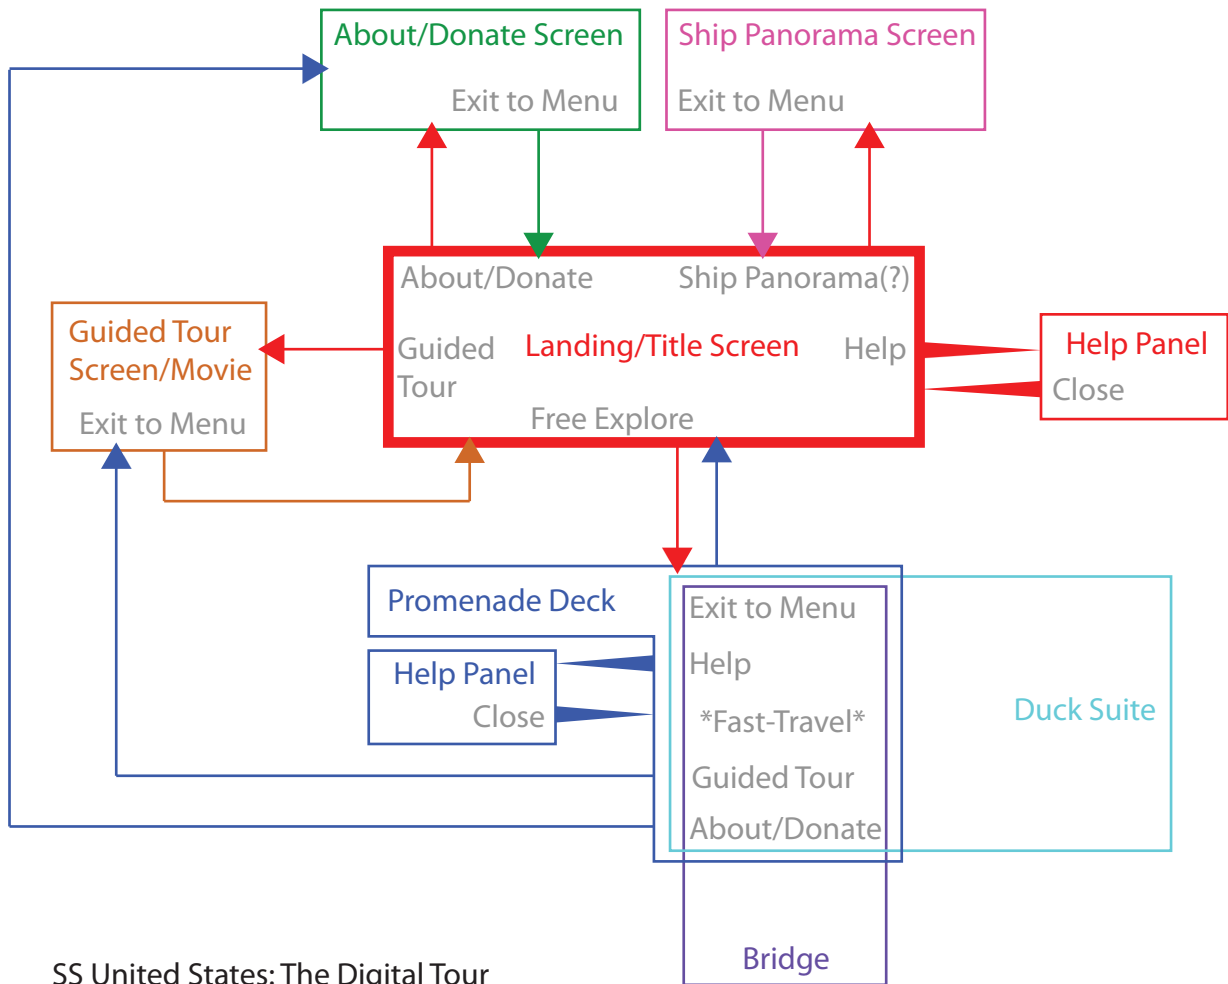 About/Donate Screen
Exit to Menu
Ship Panorama Screen
Exit to Menu
About/Donate
Ship Panorama(?)
Guided Tour
Screen/Movie
Exit to Menu
Guided
Tour
Landing/Title Screen
Help
Free Explore
Help Panel
Close
Promenade Deck
Exit to Menu
Help
*Fast-Travel*
Guided Tour
About/Donate
Help Panel
Close
Duck Suite
Bridge
SS United States: The Digital Tour